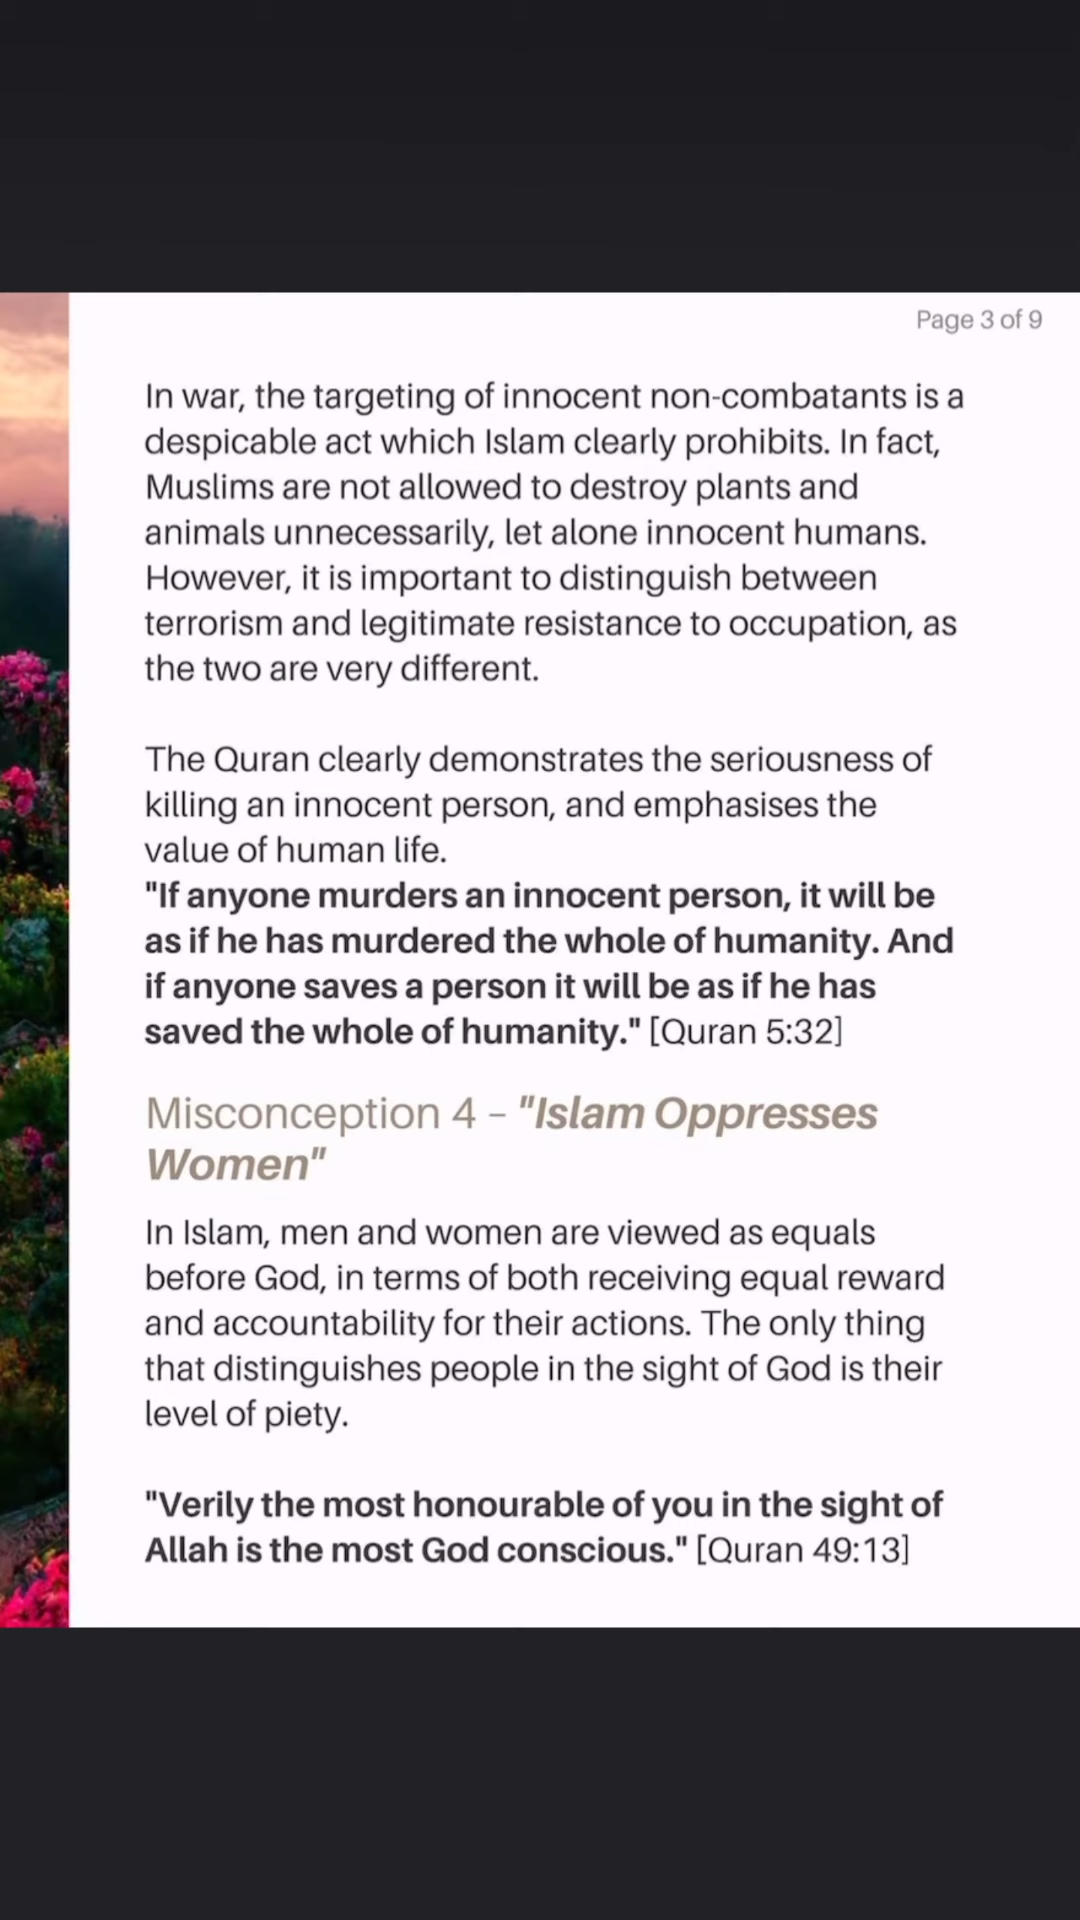 Page 3 of 9
In war, the targeting of innocent non-combatants is a
despicable act which Islam clearly prohibits. In fact,
Muslims are not allowed to destroy plants and
animals unnecessarily, let alone innocent humans.
However, it is important to distinguish between
terrorism and legitimate resistance to occupation, as
the two are very different.
The Quran clearly demonstrates the seriousness of
killing an innocent person, and emphasises the
value of human life.
"If anyone murders an innocent person, it will be
as if he has murdered the whole of humanity. And
if anyone saves a person it will be as if he has
saved the whole of humanity." [Quran 5:32]
Misconception 4 – "Islam Oppresses
Women"
In Islam, men and women are viewed as equals
before God, in terms of both receiving equal reward
and accountability for their actions. The only thing
that distinguishes people in the sight of God is their
level of piety.
"Verily the most honourable of you in the sight of
Allah is the most God conscious." [Quran 49:13]